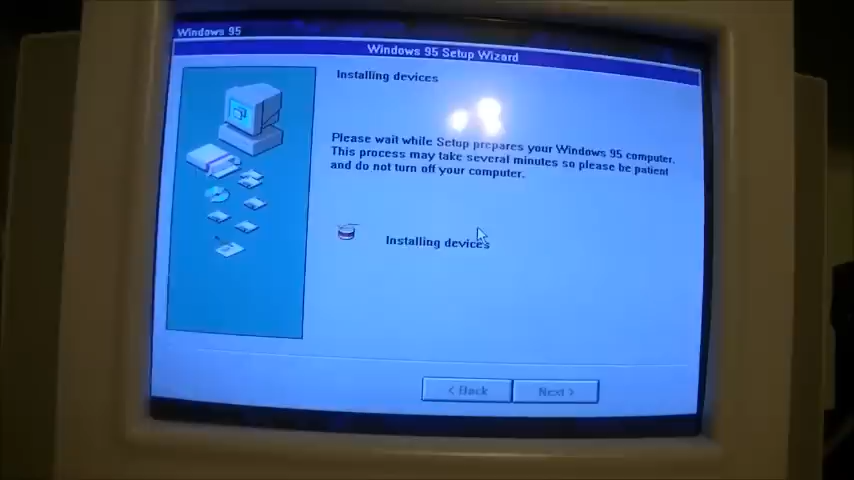 Windows 95
Windows 95 Setup Wizard
Installing devices
Please wait while Setup prepares your Windows 95 computer.
This process may take several minutes so please be patient
and do not turn off your computer.
Installing devices
< Back
Next >